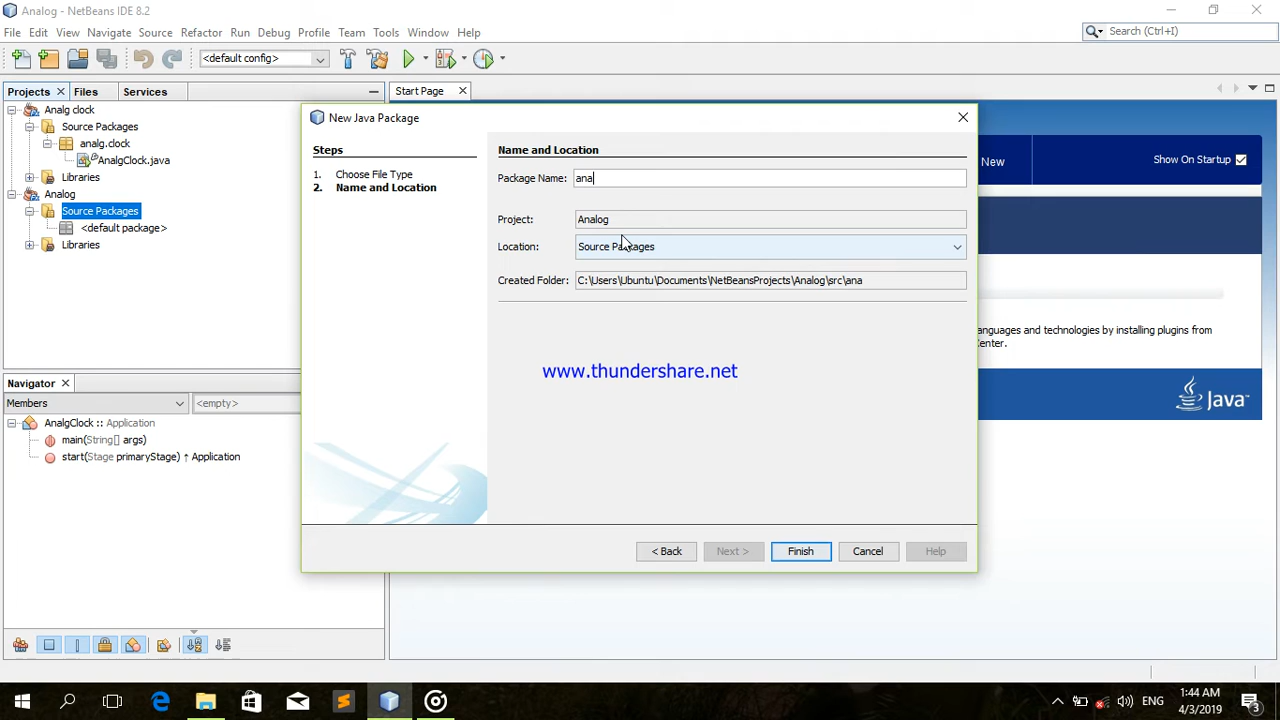 Analog - NetBeans IDE 8.2
File Edit View Navigate Source Refactor Run Debug Profile Team Tools Window Help
Search (Ctrl+I)
<default config>
Projects Files Services
Start Page
Analg clock
Source Packages
analg.clock
AnalgClock.java
Libraries
Analog
Source Packages
<default package>
Libraries
New Java Package
Steps
1. Choose File Type
2. Name and Location
Name and Location
Package Name: ana
Project: Analog
Location: Source Packages
Created Folder: C:\Users\Ubuntu\Documents\NetBeansProjects\Analog\src\ana
www.thundershare.net
< Back Next > Finish Cancel Help
New
Show On Startup
anguages and technologies by installing plugins from
Center.
Java
Navigator
Members <empty>
AnalgClock :: Application
main(String[] args)
start(Stage primaryStage) ↑ Application
ENG
1:44 AM
4/3/2019
3